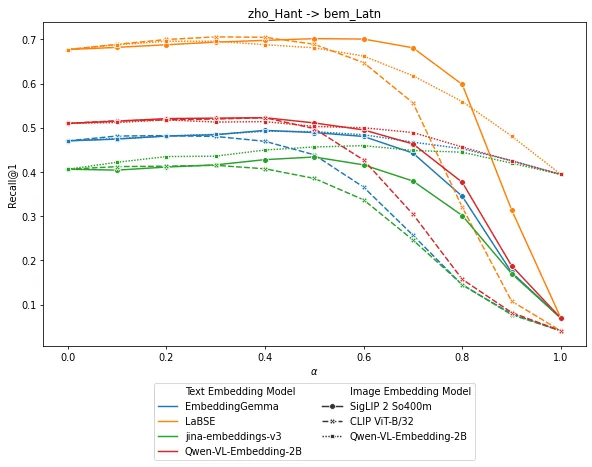 zho_Hant -> bem_Latn
Recall@1
0.7
0.6
0.5
0.4
0.3
0.2
0.1
0.0 0.2 0.4 0.6 0.8 1.0
α
Text Embedding Model Image Embedding Model
EmbeddingGemma SigLIP 2 So400m
LaBSE CLIP ViT-B/32
jina-embeddings-v3 Qwen-VL-Embedding-2B
Qwen-VL-Embedding-2B